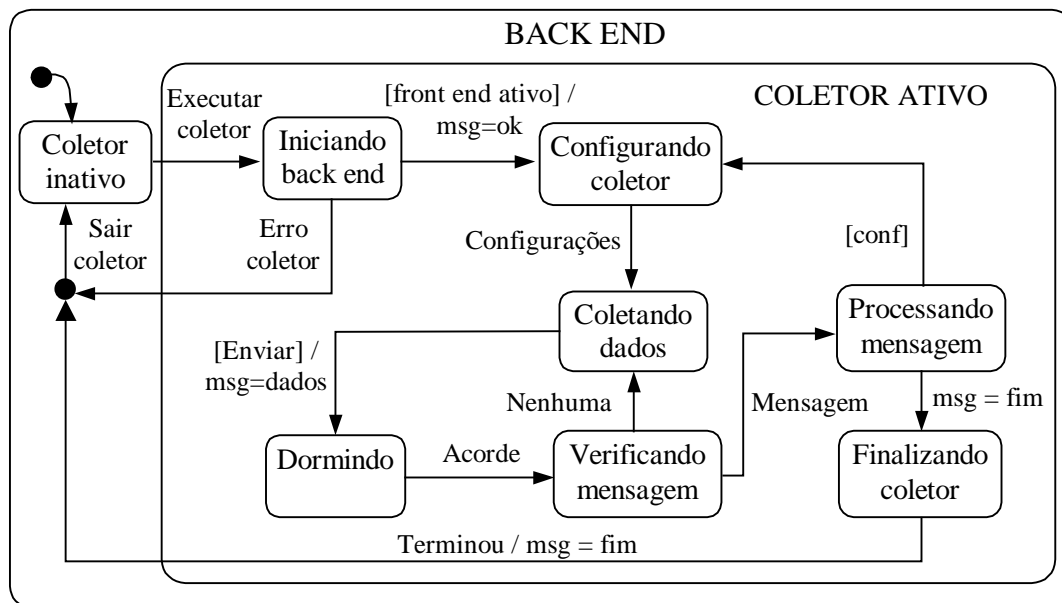 BACK END
COLETOR ATIVO
Executar
coletor
[front end ativo] /
msg=ok
Coletor
inativo
Iniciando
back end
Configurando
coletor
Sair
coletor
Erro
coletor
Configurações
[conf]
Coletando
dados
Processando
mensagem
[Enviar] /
msg=dados
Nenhuma
Mensagem
msg = fim
Dormindo
Acorde
Verificando
mensagem
Finalizando
coletor
Terminou / msg = fim